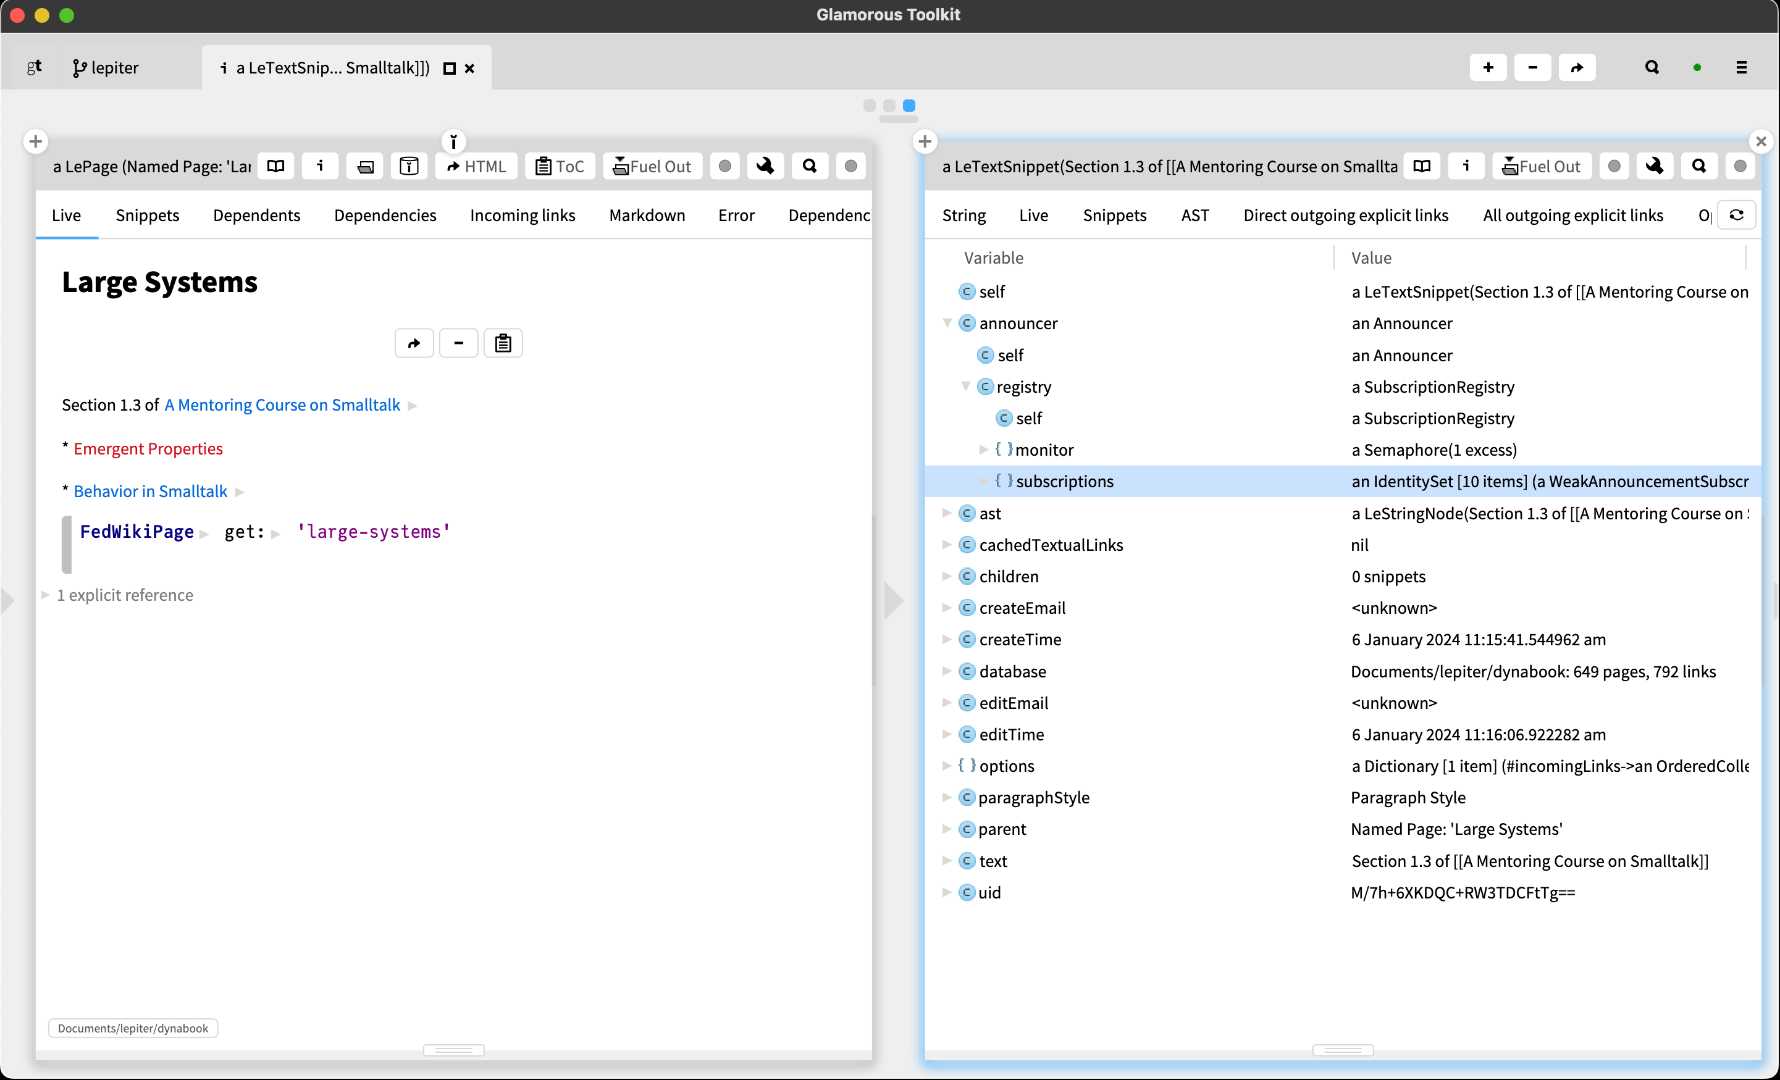 Glamorous Toolkit
gt
lepiter
i a LeTextSnip... Smalltalk]])
a LePage (Named Page: 'Lar
i
HTML
ToC
Fuel Out
Live Snippets Dependents Dependencies Incoming links Markdown Error Dependenc
Large Systems
Section 1.3 of A Mentoring Course on Smalltalk
* Emergent Properties
* Behavior in Smalltalk
FedWikiPage get: 'large-systems'
1 explicit reference
Documents/lepiter/dynabook
a LeTextSnippet(Section 1.3 of [[A Mentoring Course on Smallta
i
Fuel Out
String Live Snippets AST Direct outgoing explicit links All outgoing explicit links
Variable Value
C self a LeTextSnippet(Section 1.3 of [[A Mentoring Course on
C announcer an Announcer
C self an Announcer
C registry a SubscriptionRegistry
C self a SubscriptionRegistry
{ } monitor a Semaphore(1 excess)
{ } subscriptions an IdentitySet [10 items] (a WeakAnnouncementSubscr
C ast a LeStringNode(Section 1.3 of [[A Mentoring Course on
C cachedTextualLinks nil
C children 0 snippets
C createEmail <unknown>
C createTime 6 January 2024 11:15:41.544962 am
C database Documents/lepiter/dynabook: 649 pages, 792 links
C editEmail <unknown>
C editTime 6 January 2024 11:16:06.922282 am
{ } options a Dictionary [1 item] (#incomingLinks->an OrderedColle
C paragraphStyle Paragraph Style
C parent Named Page: 'Large Systems'
C text Section 1.3 of [[A Mentoring Course on Smalltalk]]
C uid M/7h+6XKDQC+RW3TDCFtTg==